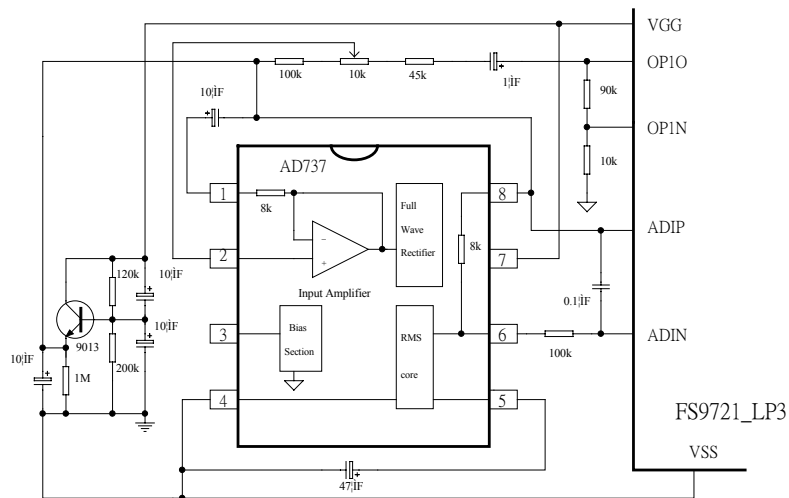 VGG
OP1O
100k
10k
45k
1¡ÌF
90k
10¡ÌF
OP1N
10k
AD737
1
8k
Full
Wave
Rectifier
8
8k
2
7
ADIP
120k
10¡ÌF
Input Amplifier
0.1¡ÌF
9013
10¡ÌF
3
Bias
Section
RMS
core
6
100k
ADIN
10¡ÌF
1M
200k
4
5
FS9721_LP3
VSS
47¡ÌF